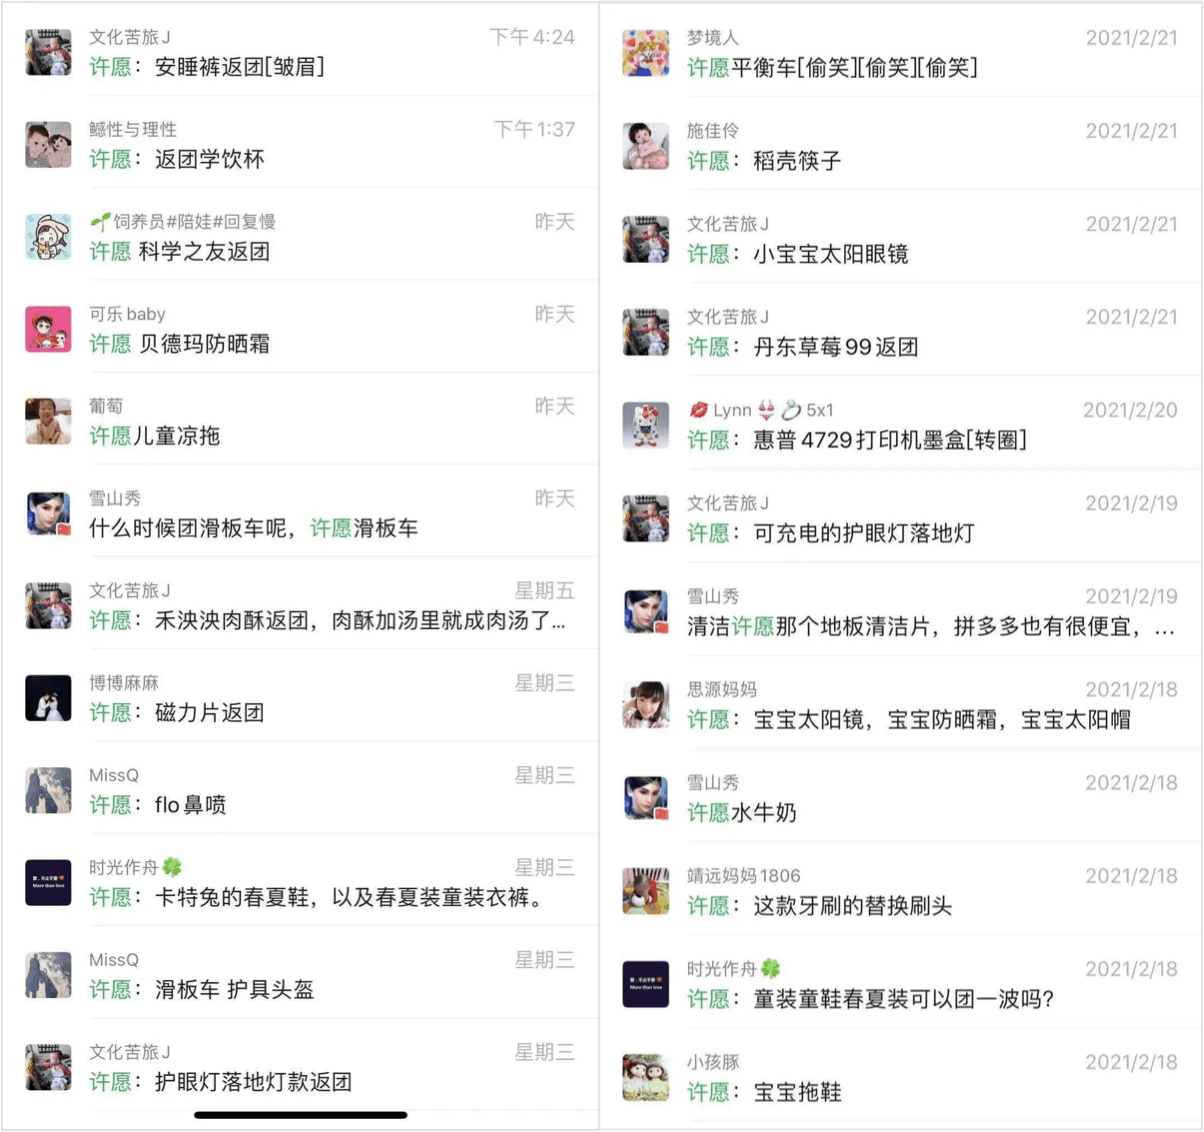 文化苦旅J
下午4:24
许愿：安睡裤返团[皱眉]
鳡性与理性
下午1:37
许愿：返团学饮杯
🌱饲养员#陪娃#回复慢
昨天
许愿 科学之友返团
可乐baby
昨天
许愿 贝德玛防晒霜
葡萄
昨天
许愿儿童凉拖
雪山秀
昨天
什么时候团滑板车呢，许愿滑板车
文化苦旅J
星期五
许愿：禾泱泱肉酥返团，肉酥加汤里就成肉汤了...
博博麻麻
星期三
许愿：磁力片返团
MissQ
星期三
许愿：flo鼻喷
时光作舟🍀
星期三
许愿：卡特兔的春夏鞋，以及春夏装童装衣裤。
MissQ
星期三
许愿：滑板车 护具头盔
文化苦旅J
星期三
许愿：护眼灯落地灯款返团
梦境人
2021/2/21
许愿平衡车[偷笑][偷笑][偷笑]
施佳伶
2021/2/21
许愿：稻壳筷子
文化苦旅J
2021/2/21
许愿：小宝宝太阳眼镜
文化苦旅J
2021/2/21
许愿：丹东草莓99返团
💋Lynn👙💍5x1
2021/2/20
许愿：惠普4729打印机墨盒[转圈]
文化苦旅J
2021/2/19
许愿：可充电的护眼灯落地灯
雪山秀
2021/2/19
清洁许愿那个地板清洁片，拼多多也有很便宜，...
思源妈妈
2021/2/18
许愿：宝宝太阳镜，宝宝防晒霜，宝宝太阳帽
雪山秀
2021/2/18
许愿水牛奶
靖远妈妈1806
2021/2/18
许愿：这款牙刷的替换刷头
时光作舟🍀
2021/2/18
许愿：童装童鞋春夏装可以团一波吗?
小孩豚
2021/2/18
许愿：宝宝拖鞋